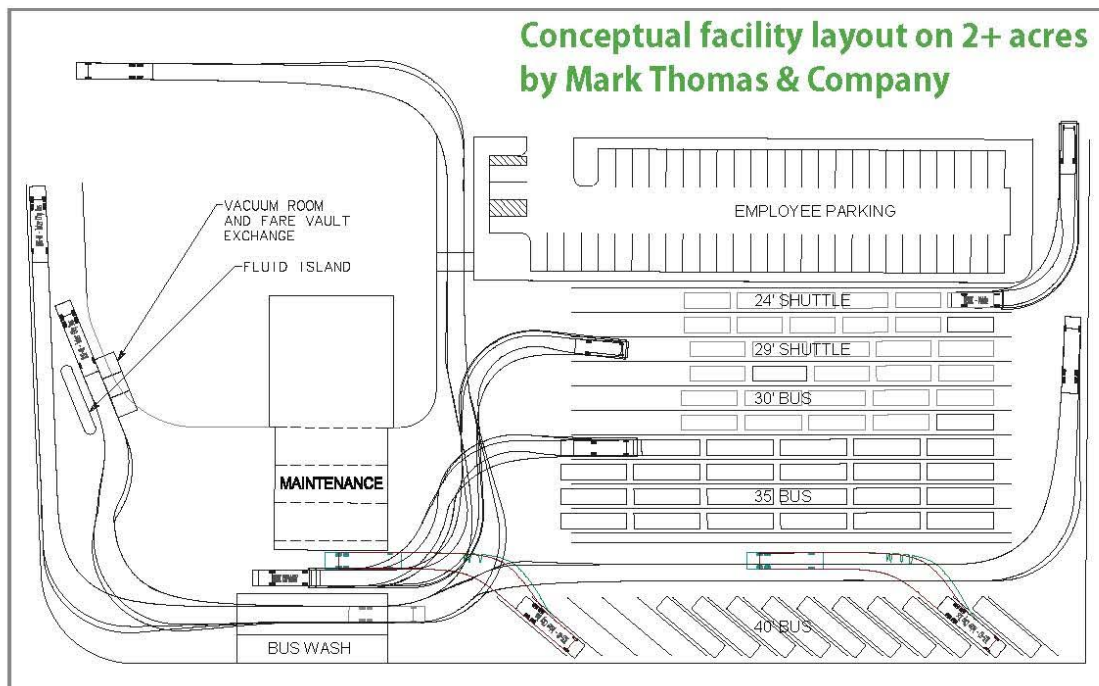 Conceptual facility layout on 2+ acres
by Mark Thomas & Company
VACUUM ROOM
AND FARE VAULT
EXCHANGE
FLUID ISLAND
EMPLOYEE PARKING
24' SHUTTLE
29' SHUTTLE
30' BUS
MAINTENANCE
35 BUS
40' BUS
BUS WASH